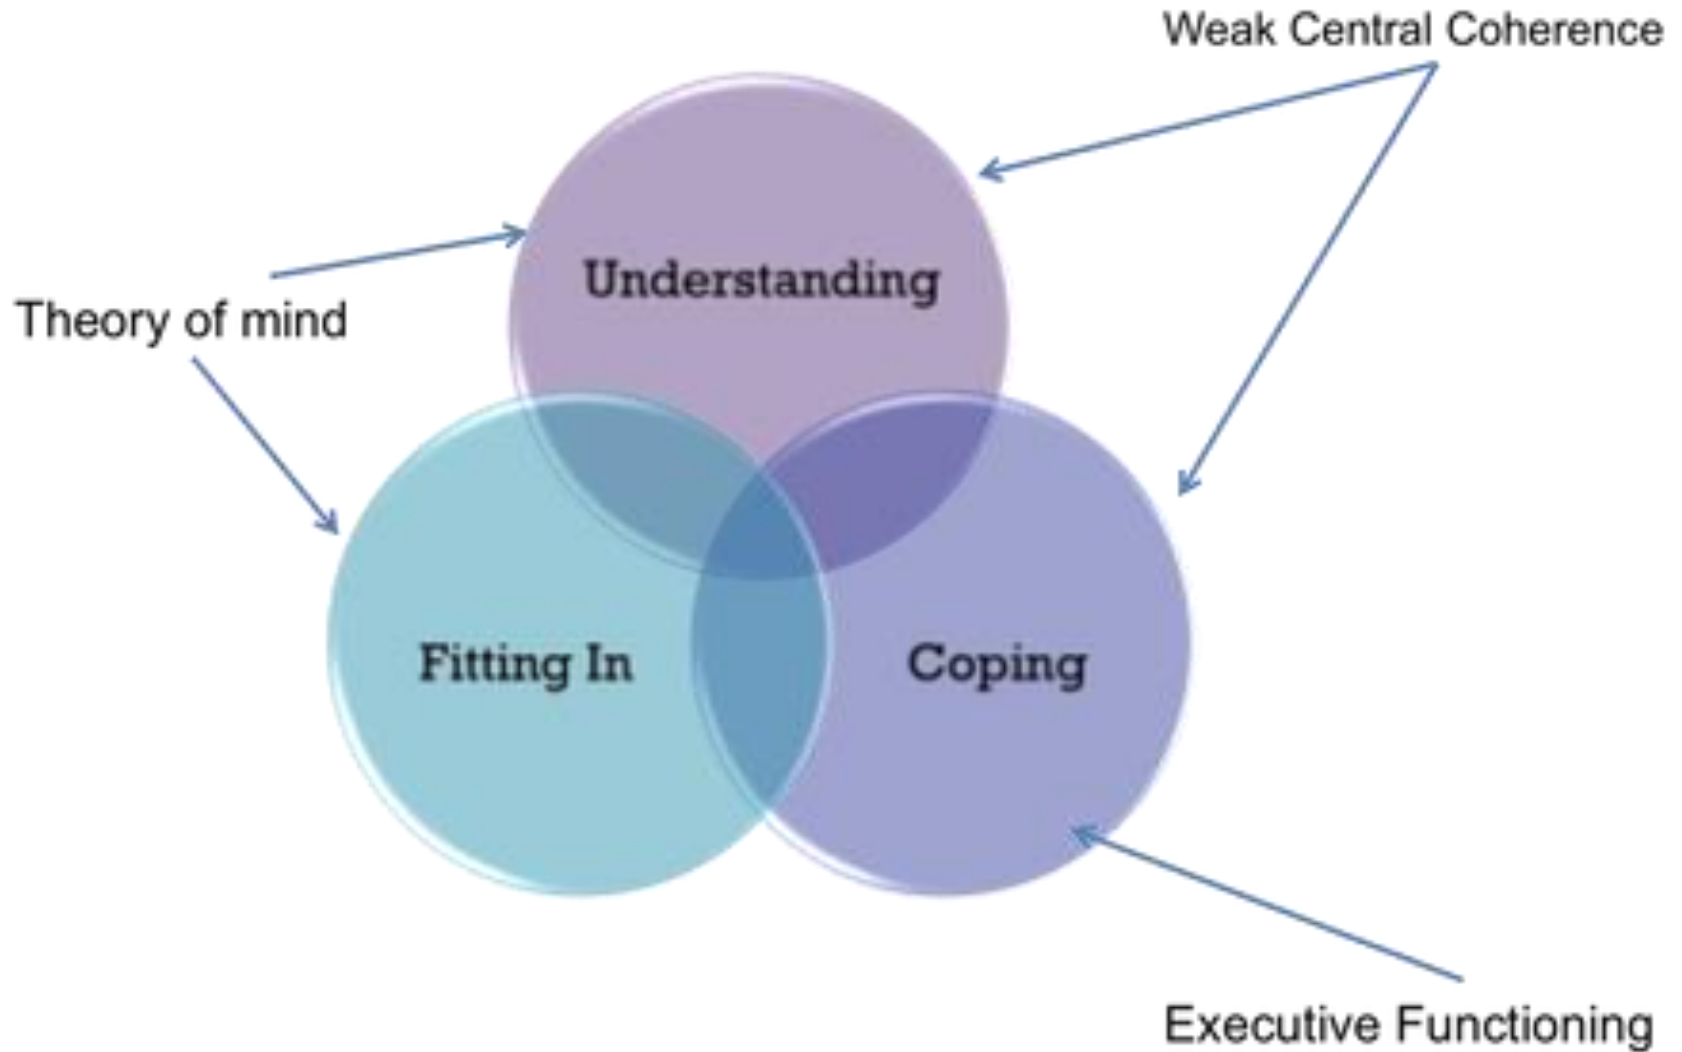 Weak Central Coherence
Understanding
Theory of mind
Fitting In
Coping
Executive Functioning